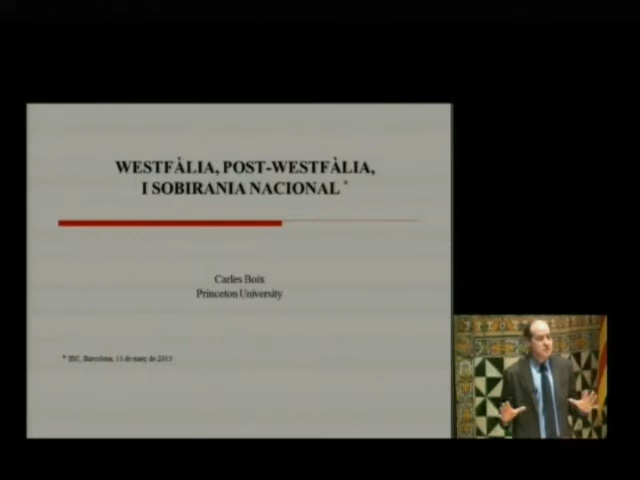 WESTFÀLIA, POST-WESTFÀLIA,
I SOBIRANIA NACIONAL *
Carles Boix
Princeton University
* IEC, Barcelona, 13 de març de 2013